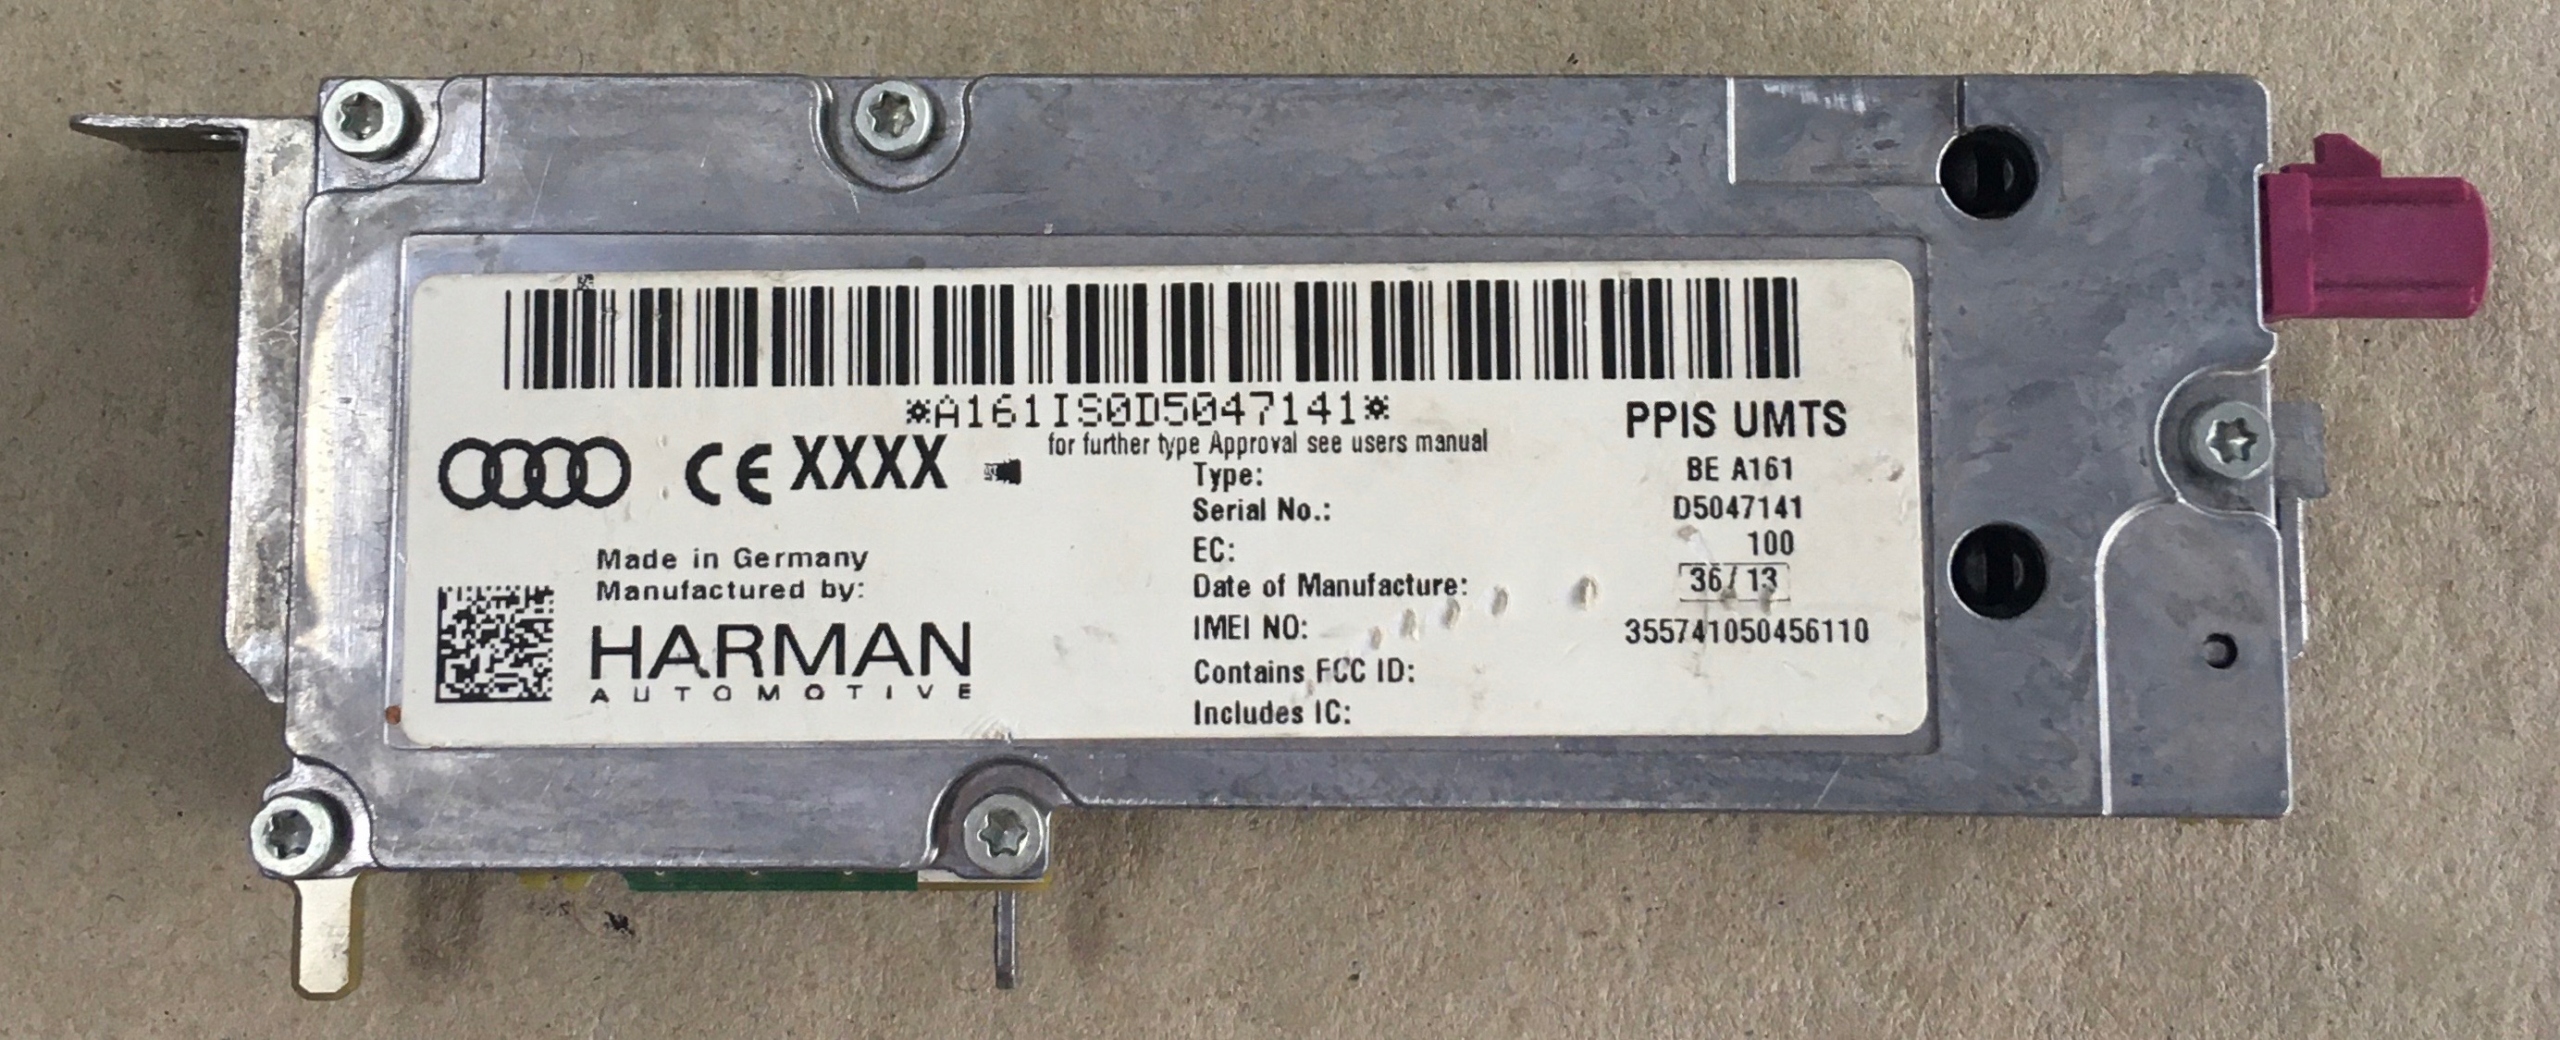 *A161IS0D5047141*
PPIS UMTS
for further type Approval see users manual
CE XXXX
Type: BE A161
Serial No.: D5047141
EC: 100
Date of Manufacture: 36/13
IMEI NO: 355741050456110
Contains FCC ID:
Includes IC:
Made in Germany
Manufactured by:
HARMAN
AUTOMOTIVE